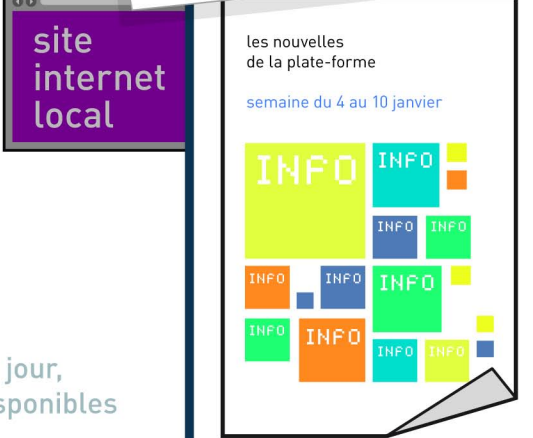 site
internet
local
les nouvelles
de la plate-forme
semaine du 4 au 10 janvier
INFO
INFO
INFO INFO
INFO INFO INFO
INFO INFO
INFO INFO
jour,
sponibles